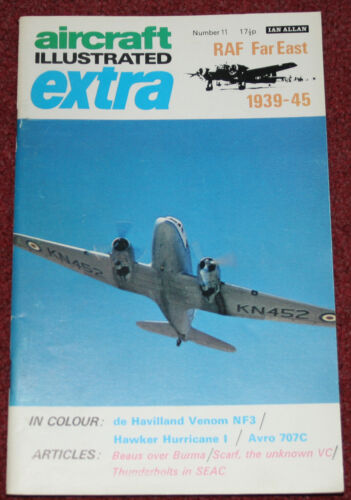 aircraft
ILLUSTRATED
extra
Number 11 17½p IAN ALLAN
RAF Far East
1939-45
KN452
KN452
IN COLOUR: de Havilland Venom NF3/
Hawker Hurricane I / Avro 707C
ARTICLES: Beaus over Burma/Scarf, the unknown VC/
Thunderbolts in SEAC